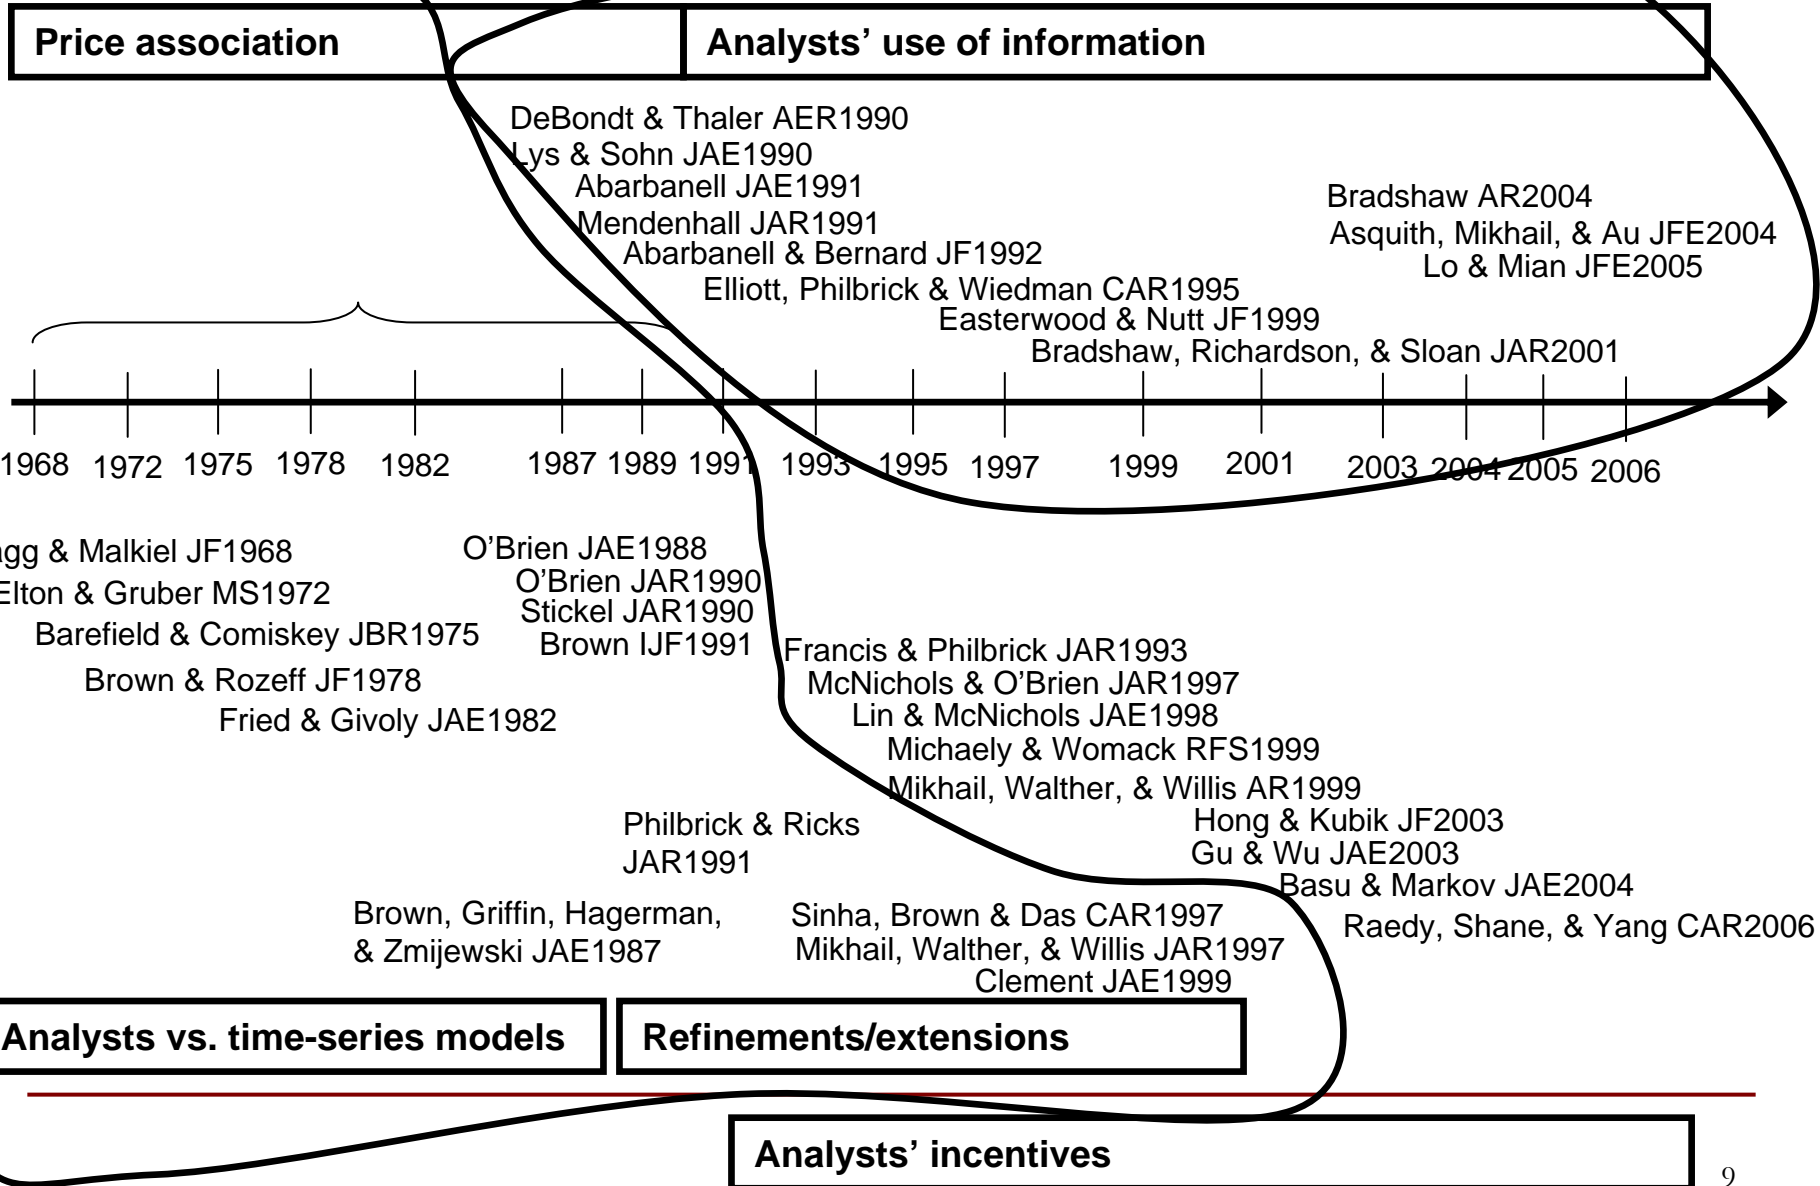 Price association
Analysts’ use of information
DeBondt & Thaler AER1990
Lys & Sohn JAE1990
Abarbanell JAE1991
Mendenhall JAR1991
Abarbanell & Bernard JF1992
Elliott, Philbrick & Wiedman CAR1995
Easterwood & Nutt JF1999
Bradshaw, Richardson, & Sloan JAR2001
Bradshaw AR2004
Asquith, Mikhail, & Au JFE2004
Lo & Mian JFE2005
1968 1972 1975 1978 1982 1987 1989 1991 1993 1995 1997 1999 2001 2003 2004 2005 2006
& Malkiel JF1968
Elton & Gruber MS1972
Barefield & Comiskey JBR1975
Brown & Rozeff JF1978
Fried & Givoly JAE1982
O’Brien JAE1988
O’Brien JAR1990
Stickel JAR1990
Brown IJF1991
Francis & Philbrick JAR1993
McNichols & O’Brien JAR1997
Lin & McNichols JAE1998
Michaely & Womack RFS1999
Mikhail, Walther, & Willis AR1999
Hong & Kubik JF2003
Gu & Wu JAE2003
Basu & Markov JAE2004
Raedy, Shane, & Yang CAR2006
Philbrick & Ricks
JAR1991
Brown, Griffin, Hagerman,
& Zmijewski JAE1987
Sinha, Brown & Das CAR1997
Mikhail, Walther, & Willis JAR1997
Clement JAE1999
Analysts vs. time-series models
Refinements/extensions
Analysts’ incentives
9